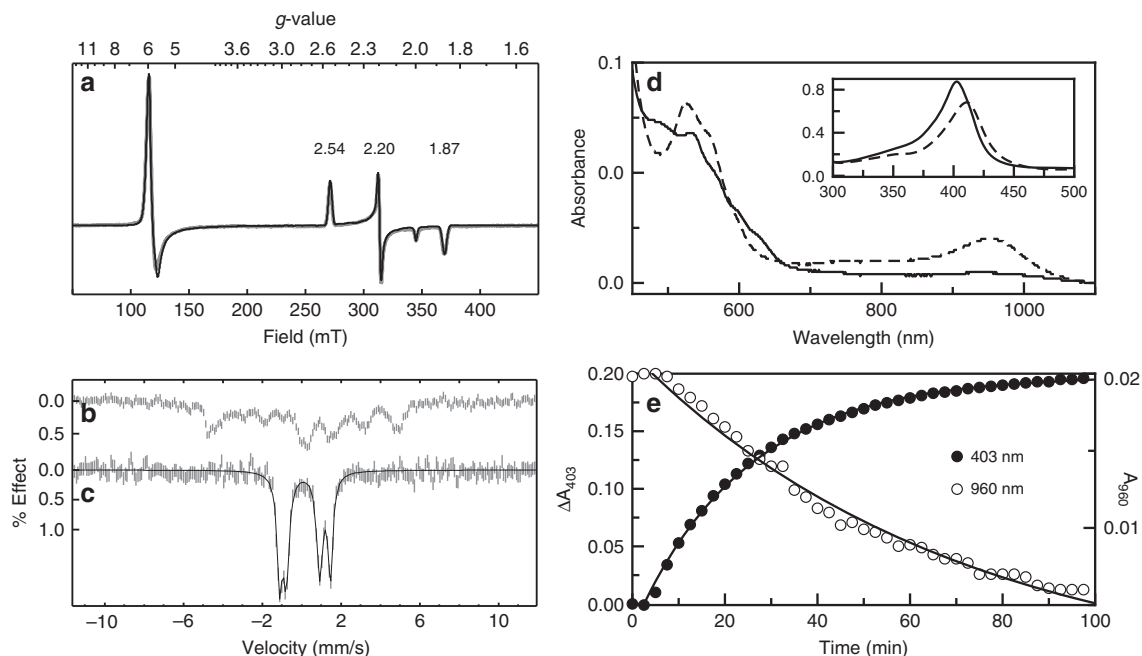 g-value
11 8 6 5 3.6 3.0 2.6 2.2 2.0 1.8 1.6
a
2.54 2.20 1.87
100 150 200 250 300 350 400
Field (mT)
0.0
b
0.5
0.0
c
0.5
1.0
% Effect
−10 −6 −2 2 6 10
Velocity (mm/s)
0.1
d
Absorbance
0.0
600 800 1000
Wavelength (nm)
0.8
0.4
0.0
300 350 400 450 500
0.20
e
0.15
0.10
0.05
0.00
ΔA403
403 nm
960 nm
0.02
0.01
A960
0 20 40 60 80 100
Time (min)